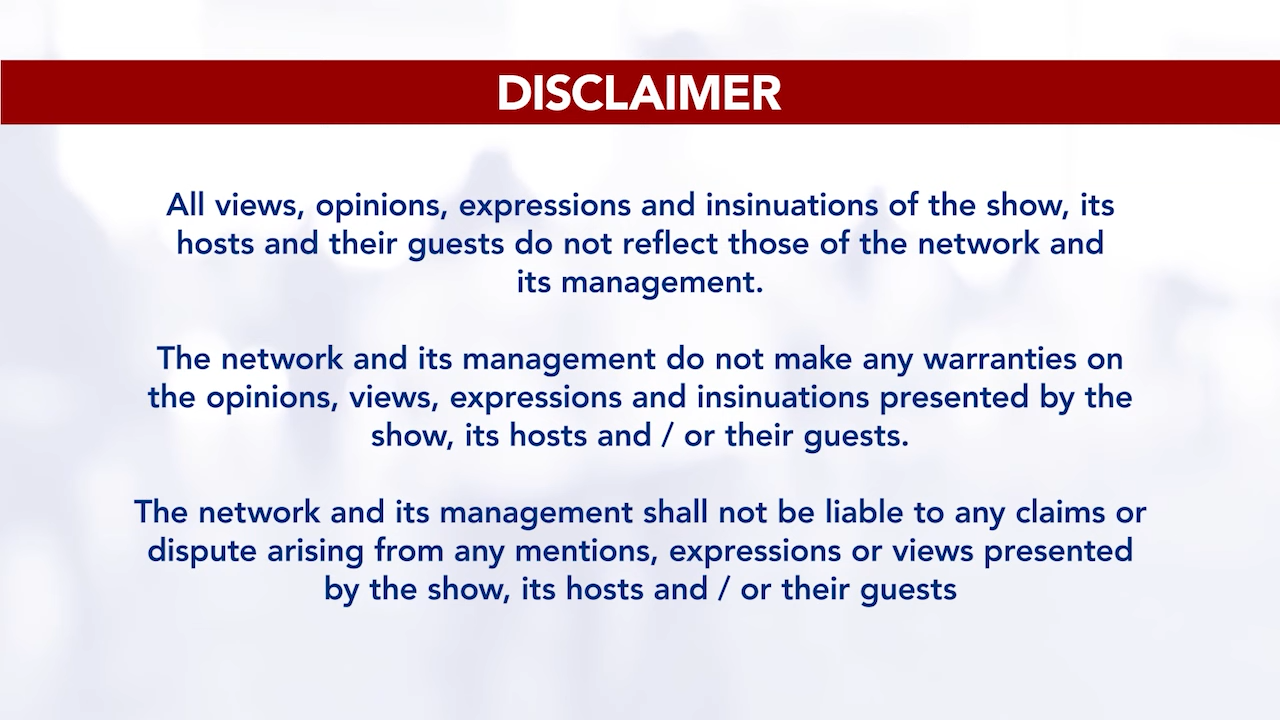 DISCLAIMER
All views, opinions, expressions and insinuations of the show, its
hosts and their guests do not reflect those of the network and
its management.
The network and its management do not make any warranties on
the opinions, views, expressions and insinuations presented by the
show, its hosts and / or their guests.
The network and its management shall not be liable to any claims or
dispute arising from any mentions, expressions or views presented
by the show, its hosts and / or their guests